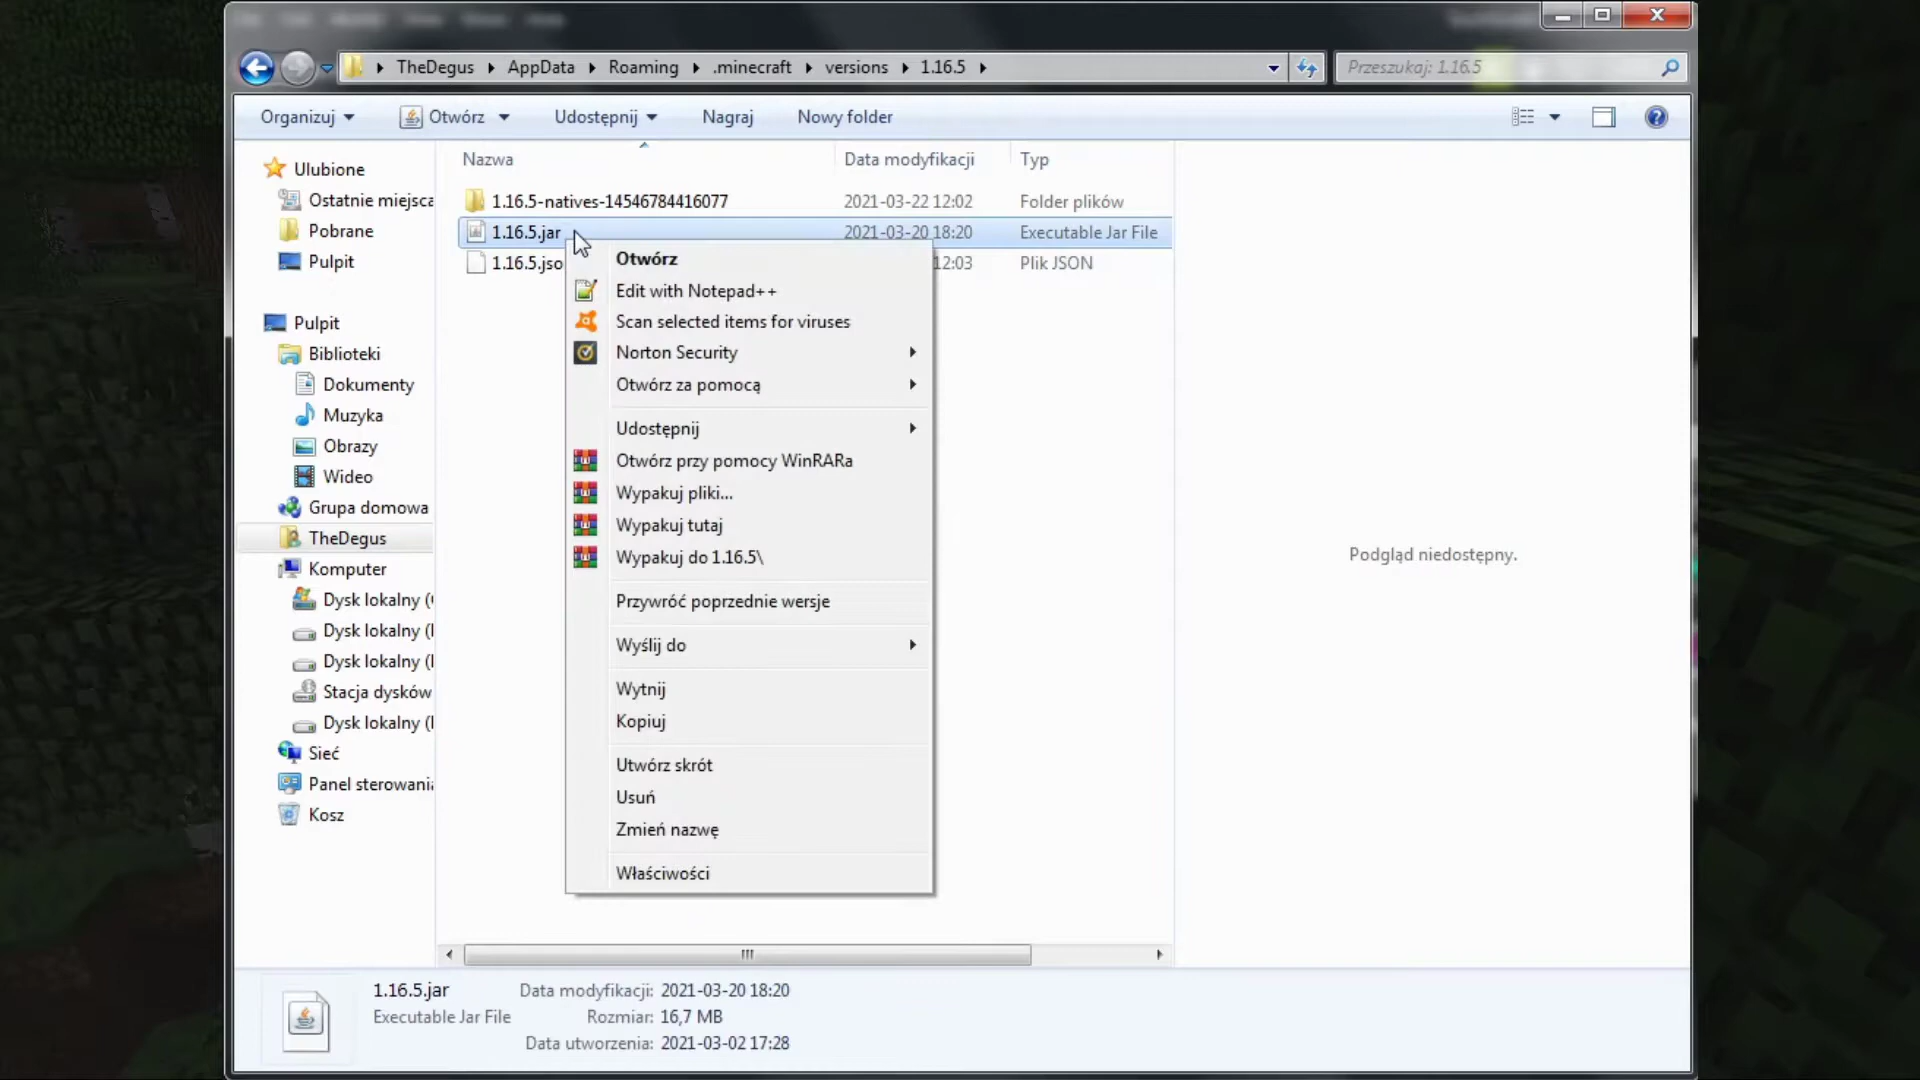 TheDegus AppData Roaming .minecraft versions 1.16.5
Przeszukaj: 1.16.5
Organizuj Otwórz Udostępnij Nagraj Nowy folder
Ulubione
Ostatnie miejsca
Pobrane
Pulpit
Pulpit
Biblioteki
Dokumenty
Muzyka
Obrazy
Wideo
Grupa domowa
TheDegus
Komputer
Dysk lokalny (
Dysk lokalny (
Dysk lokalny (
Stacja dysków
Dysk lokalny (
Sieć
Panel sterowania
Kosz
Nazwa Data modyfikacji Typ
1.16.5-natives-14546784416077 2021-03-22 12:02 Folder plików
1.16.5.jar 2021-03-20 18:20 Executable Jar File
1.16.5.jso 12:03 Plik JSON
Otwórz
Edit with Notepad++
Scan selected items for viruses
Norton Security
Otwórz za pomocą
Udostępnij
Otwórz przy pomocy WinRARa
Wypakuj pliki...
Wypakuj tutaj
Wypakuj do 1.16.5\
Przywróć poprzednie wersje
Wyślij do
Wytnij
Kopiuj
Utwórz skrót
Usuń
Zmień nazwę
Właściwości
Podgląd niedostępny.
1.16.5.jar Data modyfikacji: 2021-03-20 18:20
Executable Jar File Rozmiar: 16,7 MB
Data utworzenia: 2021-03-02 17:28